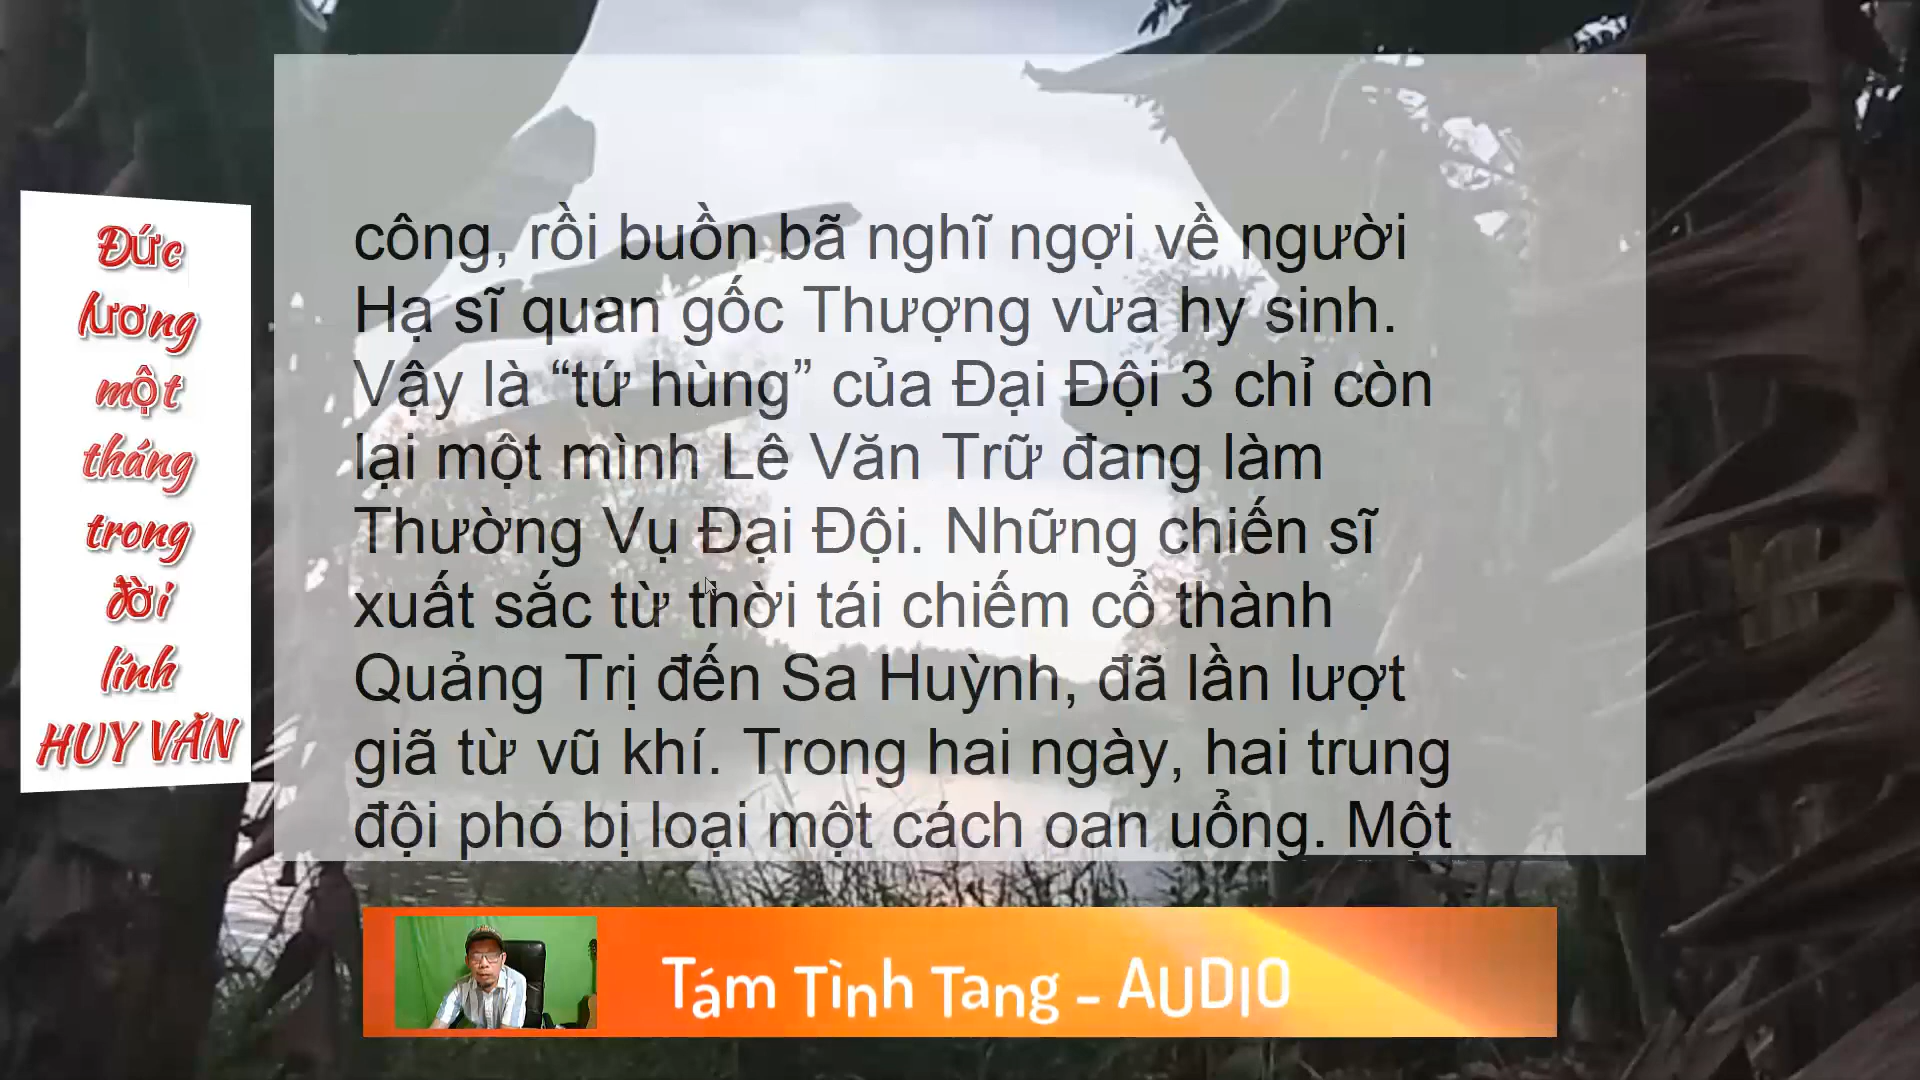 Đức
lương
một
tháng
trong
đời
lính
HUY VĂN
công, rồi buồn bã nghĩ ngợi về người
Hạ sĩ quan gốc Thượng vừa hy sinh.
Vậy là “tứ hùng” của Đại Đội 3 chỉ còn
lại một mình Lê Văn Trữ đang làm
Thường Vụ Đại Đội. Những chiến sĩ
xuất sắc từ thời tái chiếm cổ thành
Quảng Trị đến Sa Huỳnh, đã lần lượt
giã từ vũ khí. Trong hai ngày, hai trung
đội phó bị loại một cách oan uổng. Một
Tám Tình Tang - AUDIO